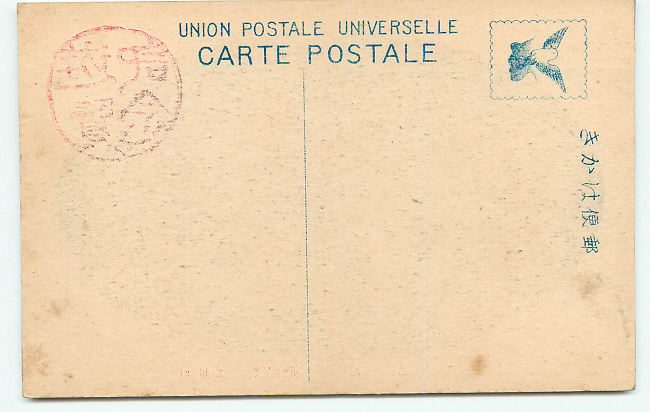 UNION POSTALE UNIVERSELLE
CARTE POSTALE
きかは便郵